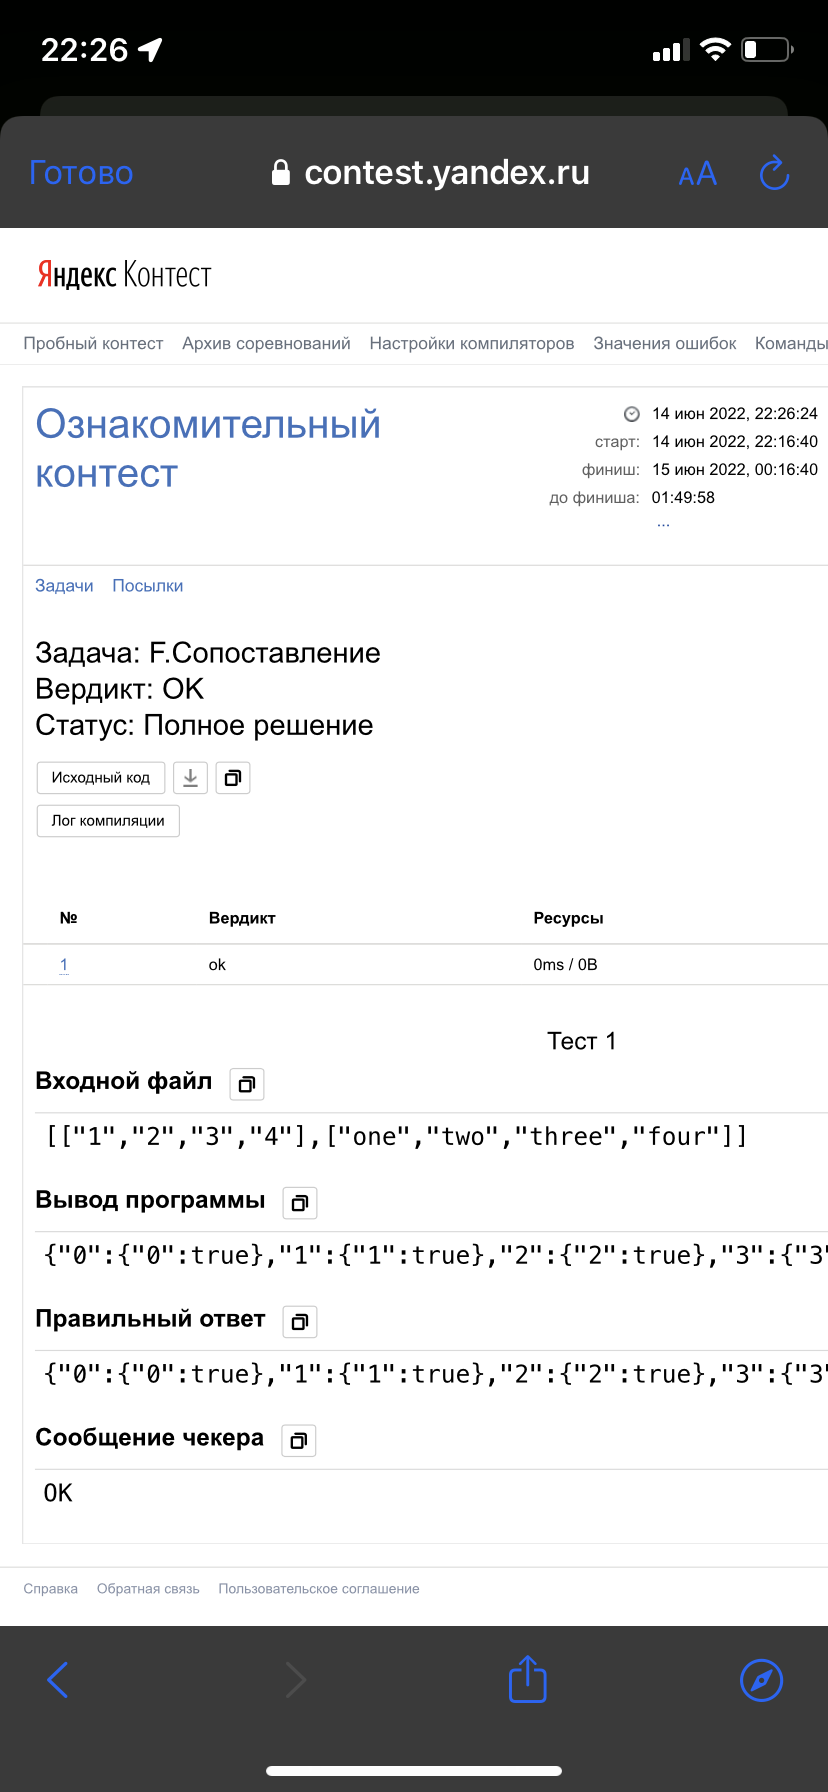 22:26
Готово
contest.yandex.ru
AA
Яндекс Контест
Пробный контест Архив соревнований Настройки компиляторов Значения ошибок Команды
Ознакомительный
контест
14 июн 2022, 22:26:24
старт: 14 июн 2022, 22:16:40
финиш: 15 июн 2022, 00:16:40
до финиша: 01:49:58
...
Задачи Посылки
Задача: F.Сопоставление
Вердикт: OK
Статус: Полное решение
Исходный код
Лог компиляции
№ Вердикт Ресурсы
1 ok 0ms / 0B
Тест 1
Входной файл
[["1","2","3","4"],["one","two","three","four"]]
Вывод программы
{"0":{"0":true},"1":{"1":true},"2":{"2":true},"3":{"3"
Правильный ответ
{"0":{"0":true},"1":{"1":true},"2":{"2":true},"3":{"3"
Сообщение чекера
OK
Справка Обратная связь Пользовательское соглашение